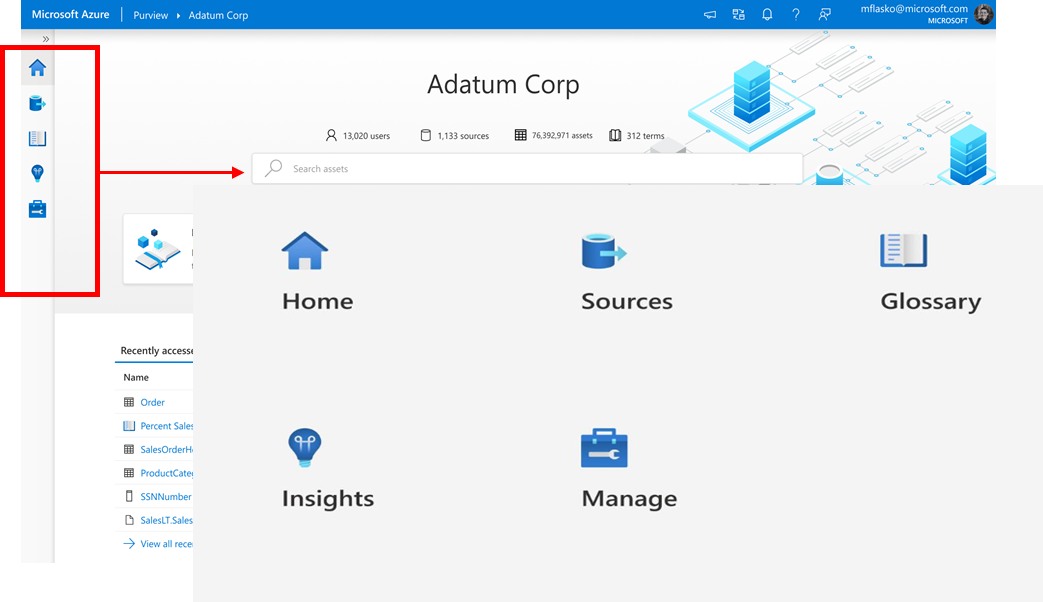 Microsoft Azure Purview Adatum Corp
mflasko@microsoft.com
MICROSOFT
Adatum Corp
13,020 users 1,133 sources 76,392,971 assets 312 terms
Search assets
Home Sources Glossary
Insights Manage
Recently accesse
Name
Order
Percent Sales
SalesOrderH
ProductCateg
SSNNumber
SalesLT.Sales
View all rece